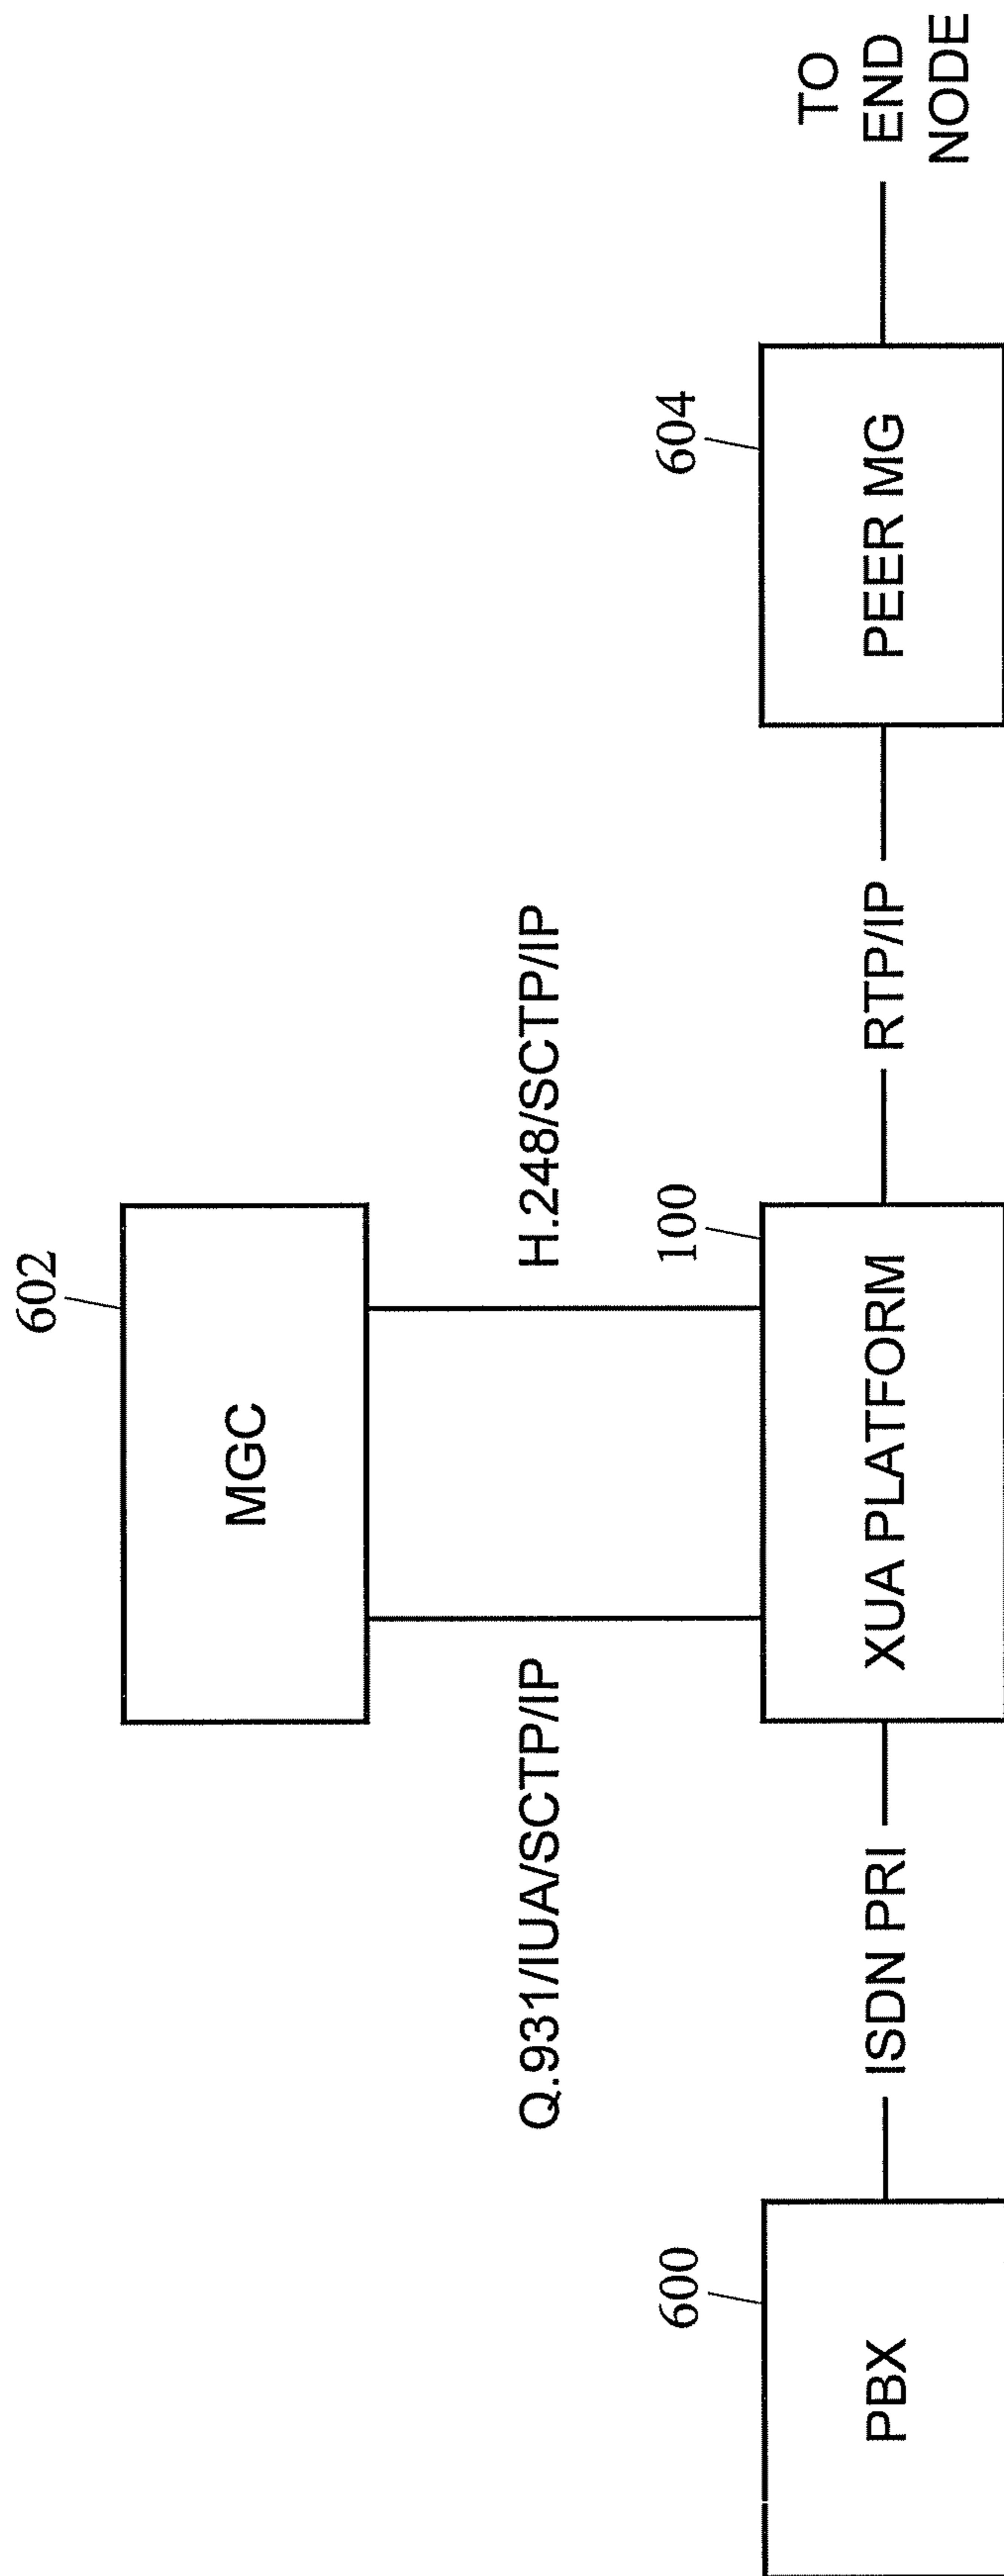 602
MGC
Q.931/IUA/SCTP/IP
H.248/SCTP/IP
600
100
604
PBX
ISDN PRI
XUA PLATFORM
RTP/IP
PEER MG
TO
END
NODE